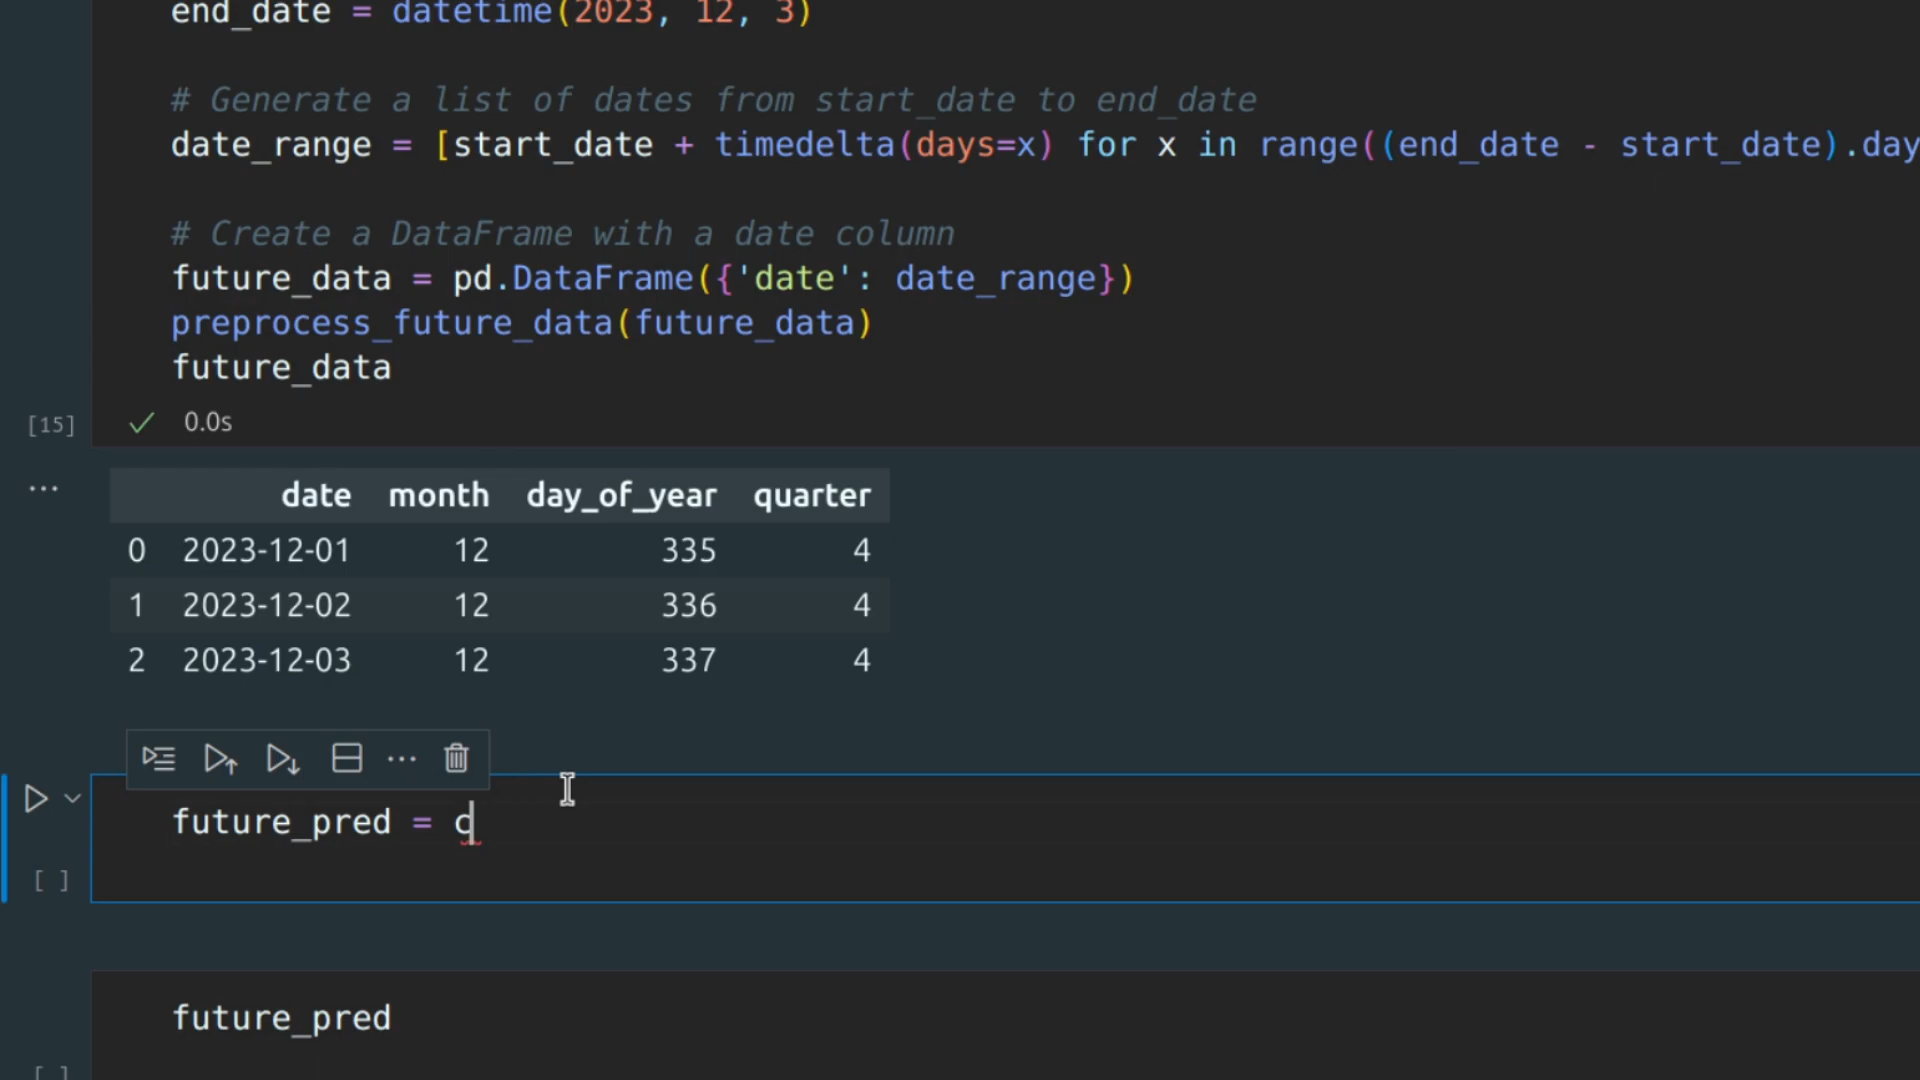 end_date = datetime(2023, 12, 3)
# Generate a list of dates from start_date to end_date
date_range = [start_date + timedelta(days=x) for x in range((end_date - start_date).day
# Create a DataFrame with a date column
future_data = pd.DataFrame({'date': date_range})
preprocess_future_data(future_data)
future_data
[15] 0.0s
date month day_of_year quarter
0 2023-12-01 12 335 4
1 2023-12-02 12 336 4
2 2023-12-03 12 337 4
future_pred = c
[ ]
future_pred
[ ]